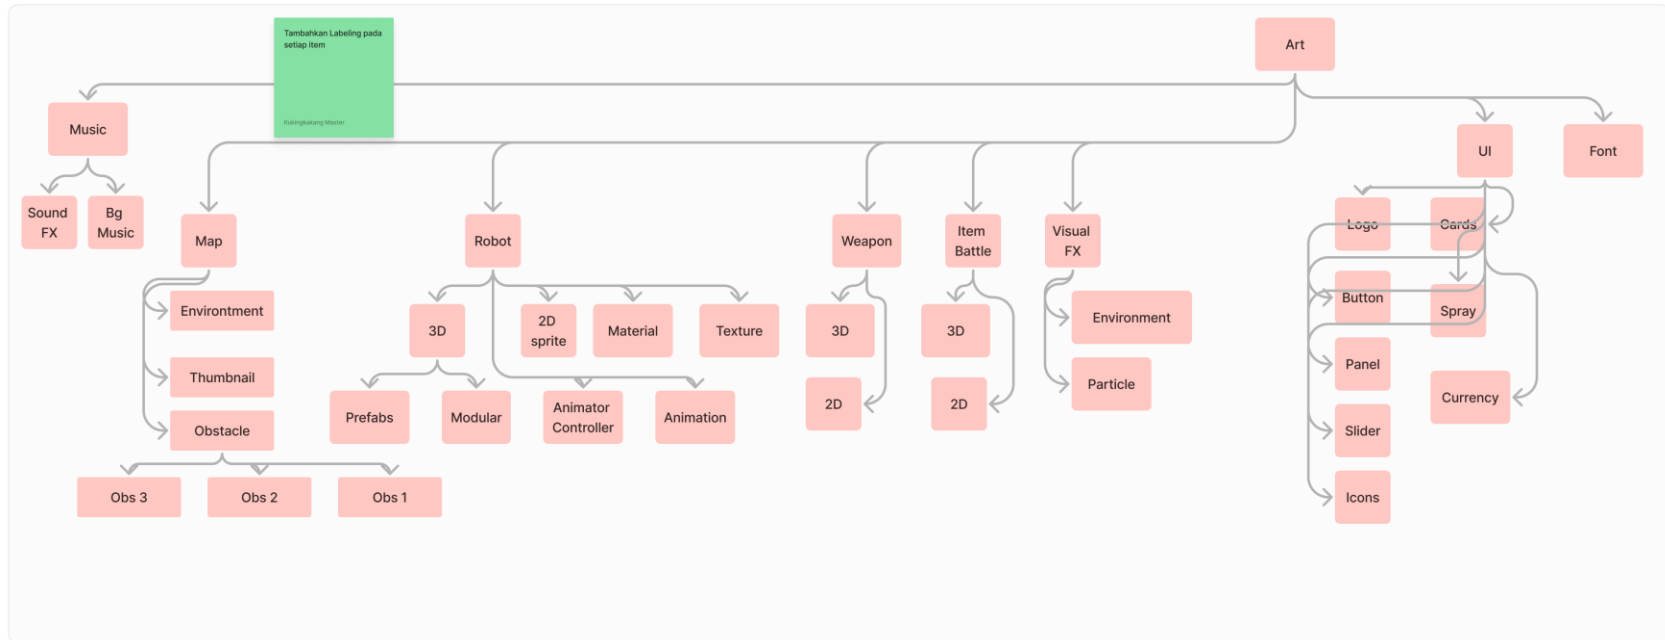 Tambahkan Labeling pada
setiap item
Kukingkukang Master
Art
Music
UI
Font
Sound
FX
Bg
Music
Map
Robot
Weapon
Item
Battle
Visual
FX
Logo
Cards
Environtment
3D
2D
sprite
Material
Texture
3D
3D
Environment
Button
Spray
Thumbnail
Panel
Prefabs
Modular
Animator
Controller
Animation
2D
2D
Particle
Currency
Obstacle
Slider
Obs 3
Obs 2
Obs 1
Icons